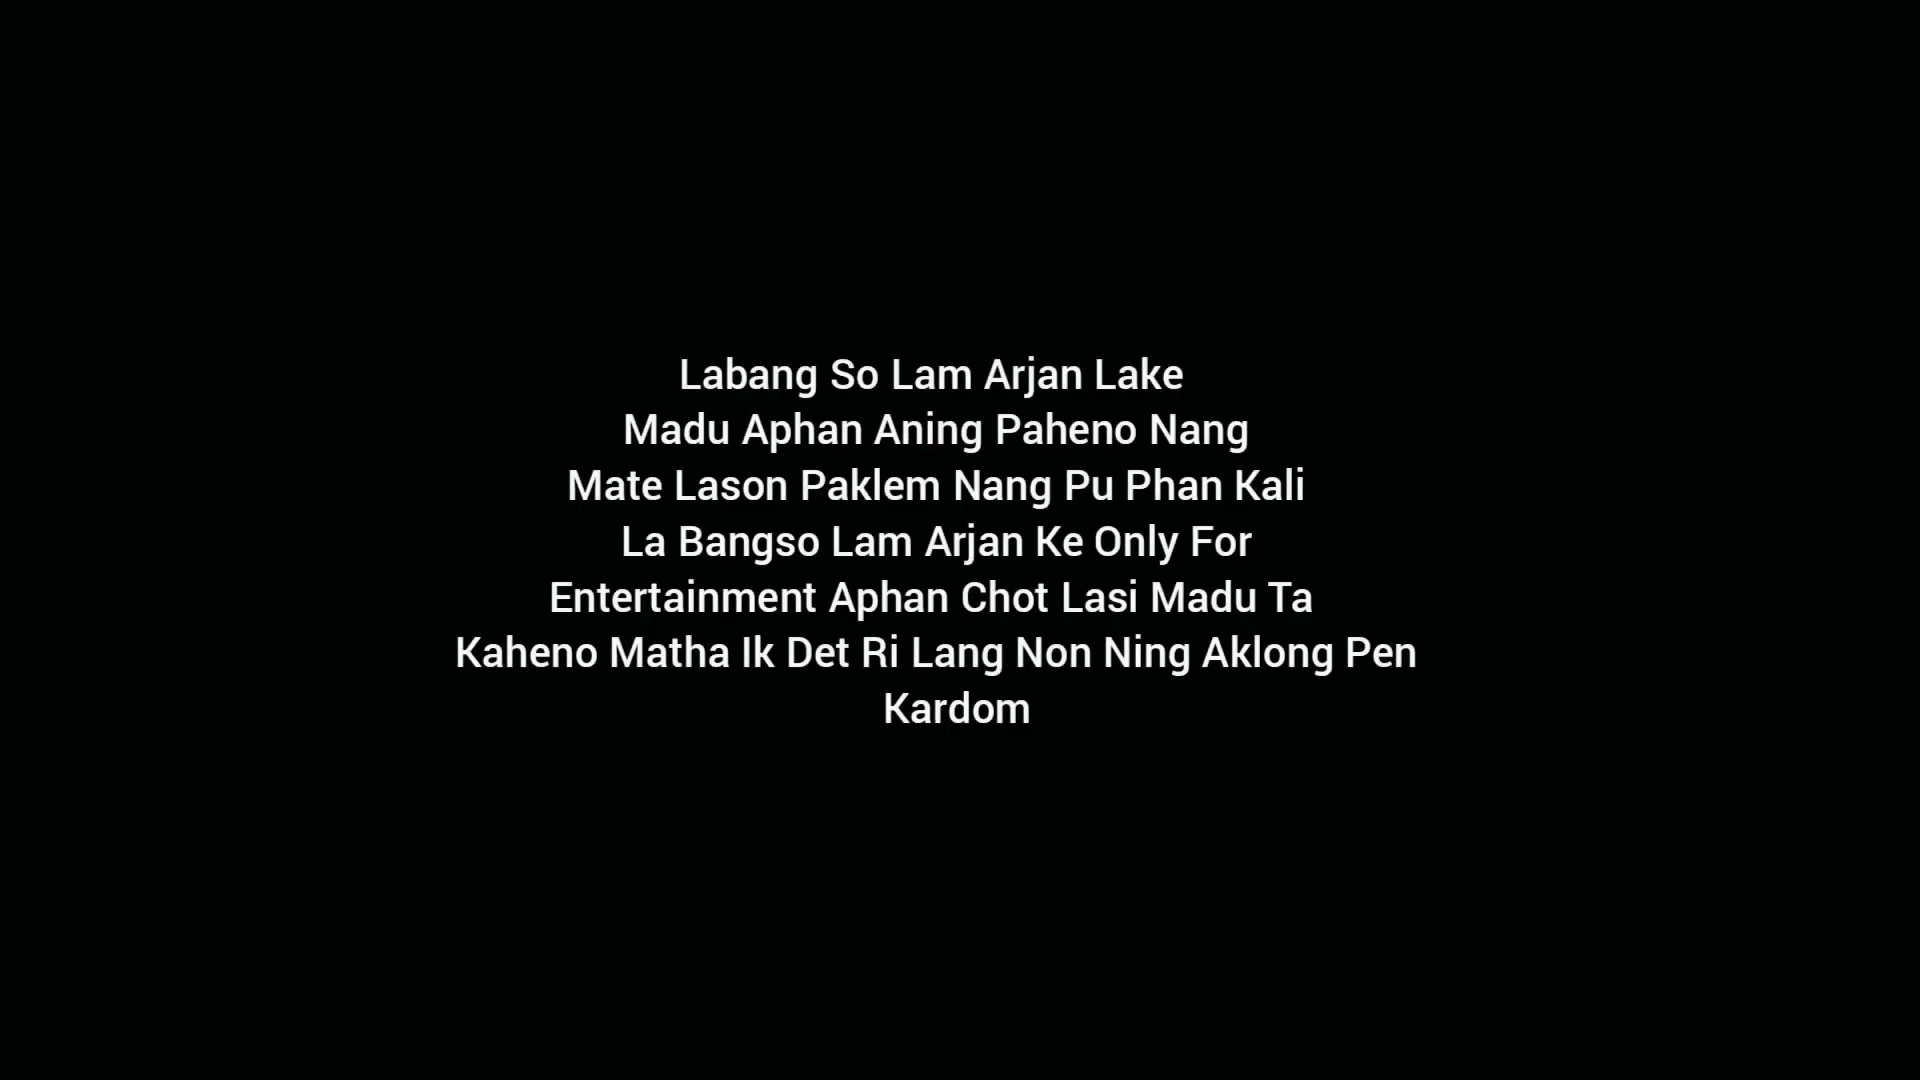 Labang So Lam Arjan Lake
Madu Aphan Aning Paheno Nang
Mate Lason Paklem Nang Pu Phan Kali
La Bangso Lam Arjan Ke Only For
Entertainment Aphan Chot Lasi Madu Ta
Kaheno Matha Ik Det Ri Lang Non Ning Aklong Pen
Kardom